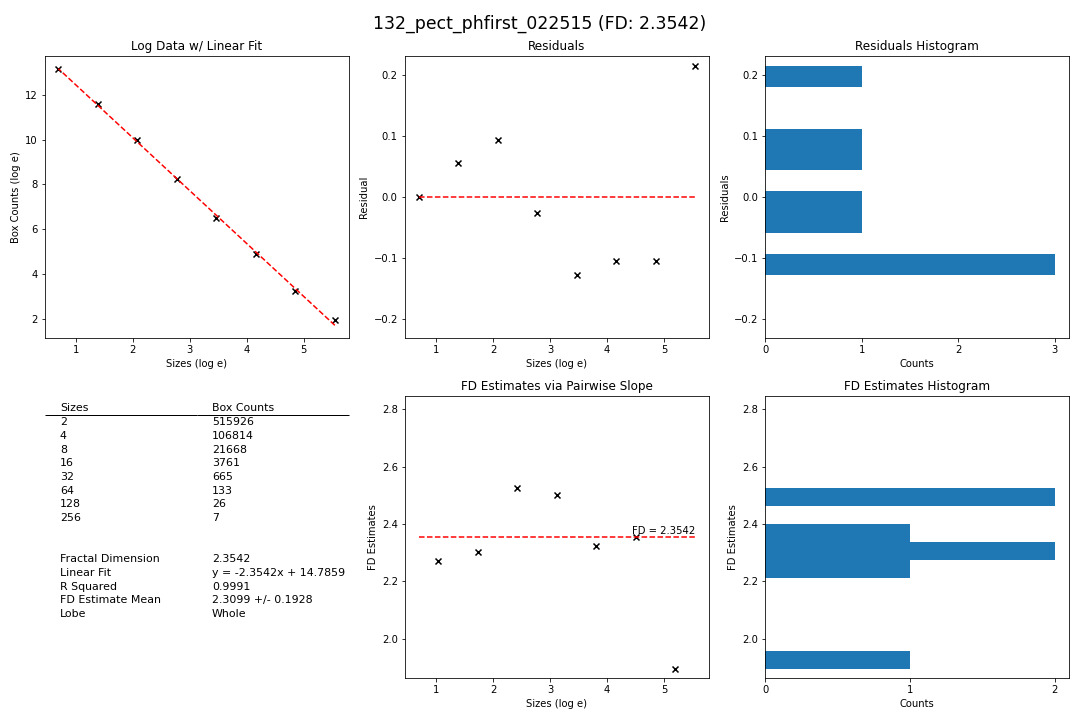 132_pect_phfirst_022515 (FD: 2.3542)
Log Data w/ Linear Fit
12
10
8
6
4
2
Box Counts (log e)
1 2 3 4 5
Sizes (log e)
Residuals
0.2
0.1
0.0
−0.1
−0.2
Residual
1 2 3 4 5
Sizes (log e)
Residuals Histogram
0.2
0.1
0.0
−0.1
−0.2
Residuals
0 1 2 3
Counts
Sizes Box Counts
2 515926
4 106814
8 21668
16 3761
32 665
64 133
128 26
256 7
Fractal Dimension 2.3542
Linear Fit y = -2.3542x + 14.7859
R Squared 0.9991
FD Estimate Mean 2.3099 +/- 0.1928
Lobe Whole
FD Estimates via Pairwise Slope
2.8
2.6
2.4
2.2
2.0
FD Estimates
FD = 2.3542
1 2 3 4 5
Sizes (log e)
FD Estimates Histogram
2.8
2.6
2.4
2.2
2.0
FD Estimates
0 1 2
Counts